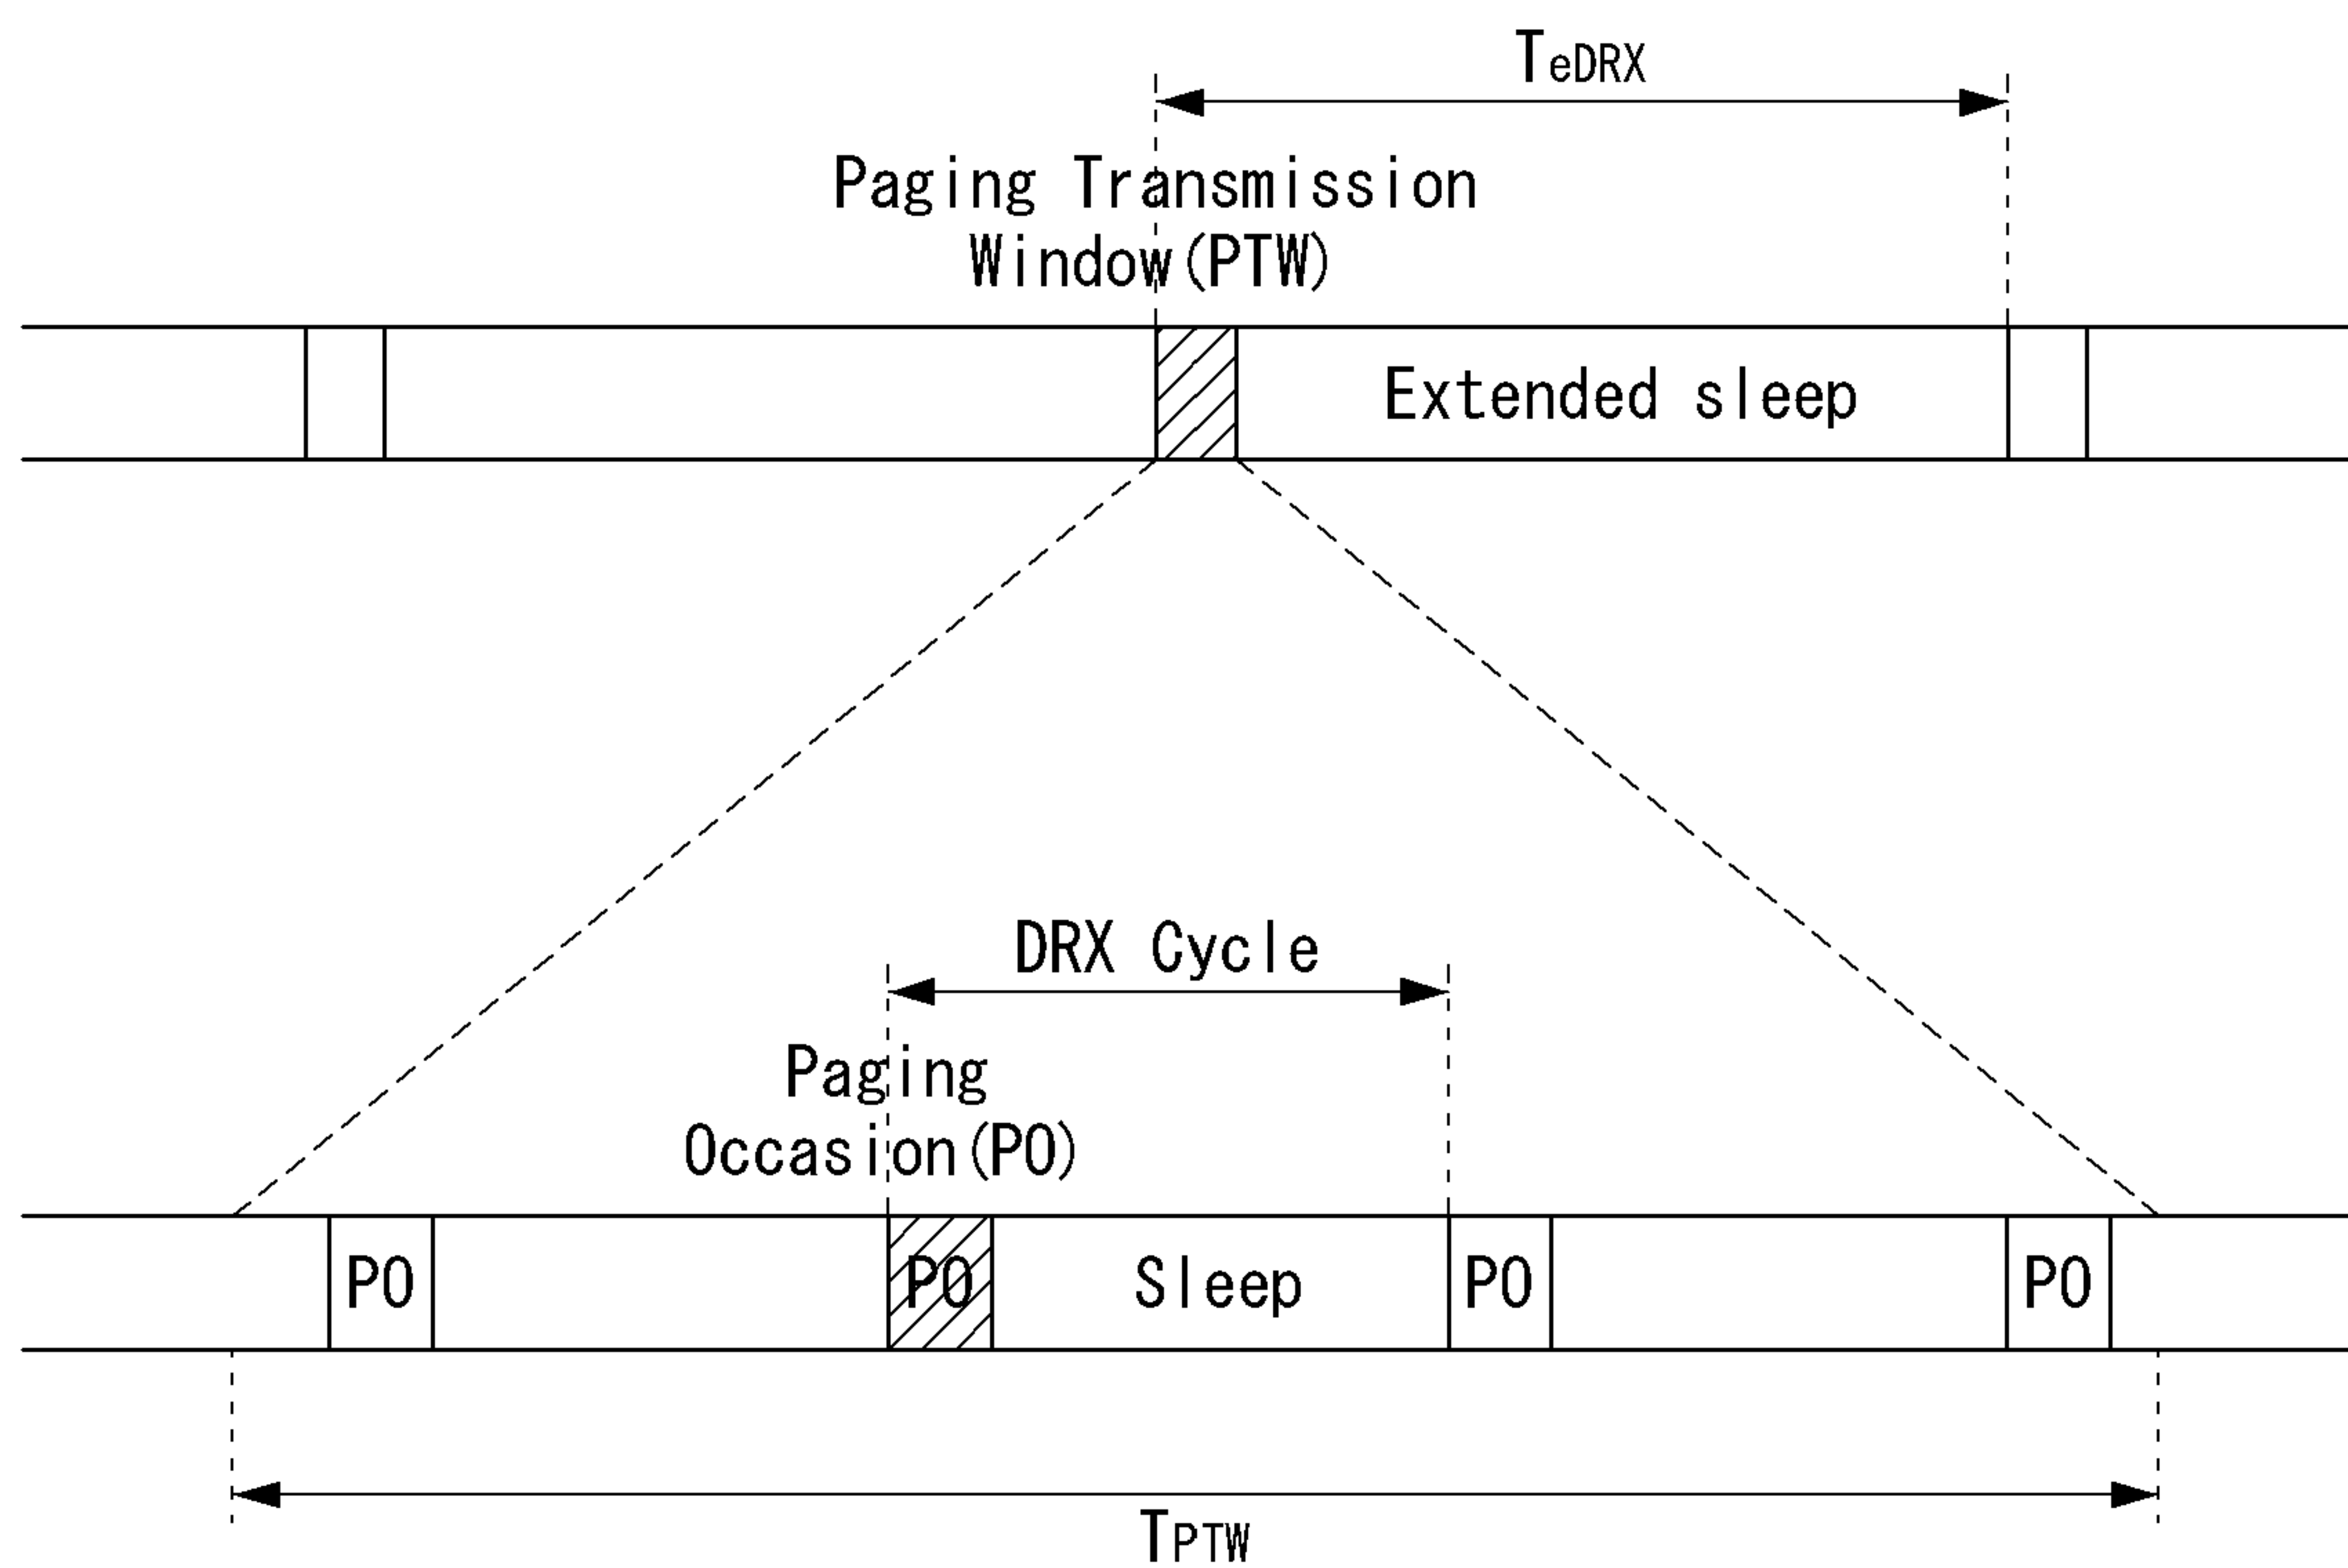 TeDRX
Paging Transmission
Window(PTW)
Extended sleep
DRX Cycle
Paging
Occasion(PO)
PO PO Sleep PO PO
TPTW